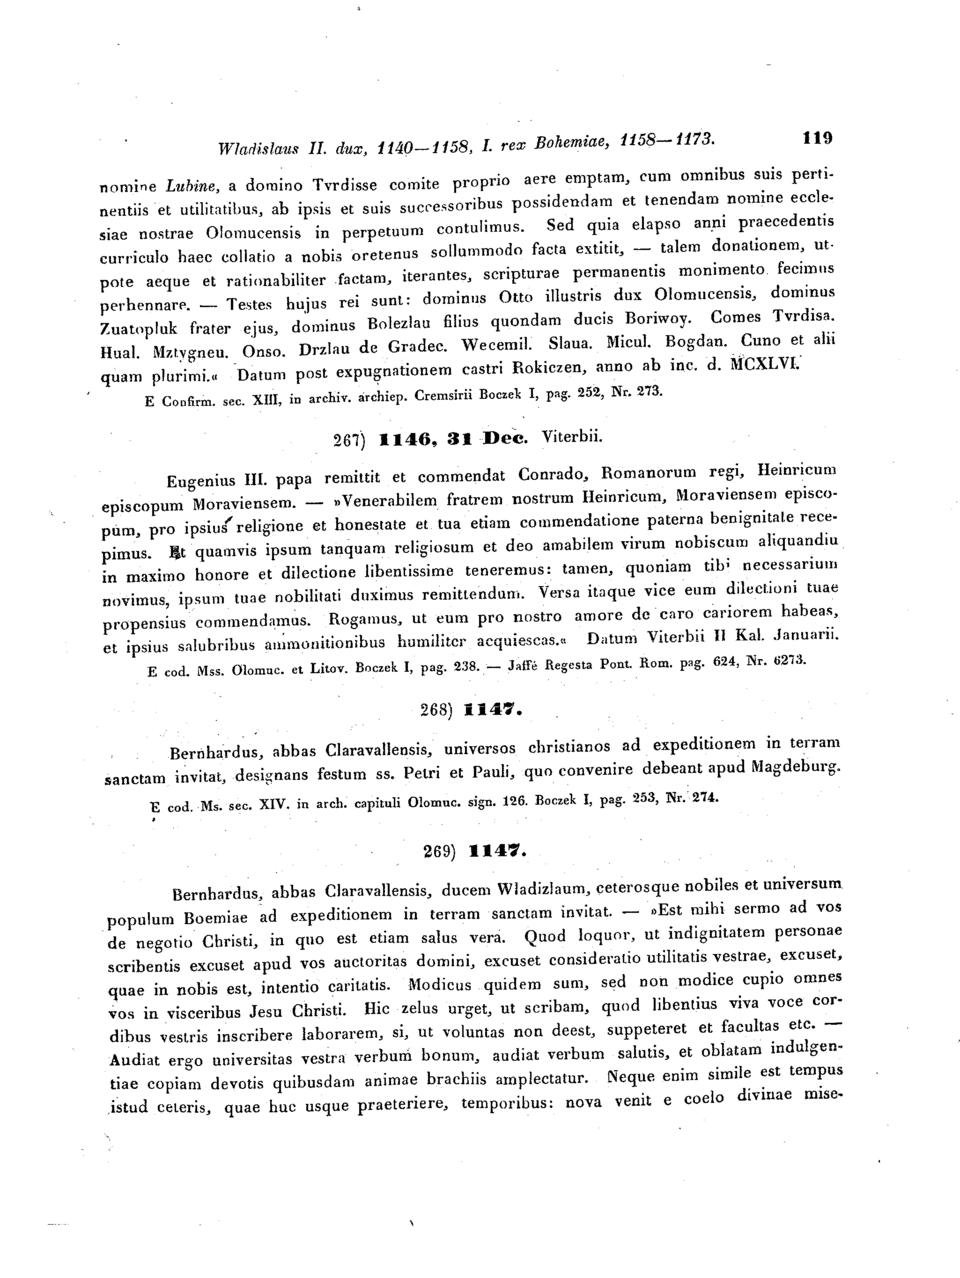 Wladislaus II. dux, 1140—1158, I. rex Bohemiae, 1158—1173. 119
nomine Lubine, a domino Tvrdisse comite proprio aere emptam, cum omnibus suis perti-
nentiis et utilitatibus, ab ipsis et suis successoribus possidendam et tenendam nomine eccle-
siae nostrae Olomucensis in perpetuum contulimus. Sed quia elapso anni praecedentis
curriculo haec collatio a nobis oretenus sollummodo facta extitit, — talem donationem, ut-
pote aeque et rationabiliter factam, iterantes, scripturae permanentis monimento fecimus
perhennare. — Testes hujus rei sunt: dominus Otto illustris dux Olomucensis, dominus
Zuatopluk frater ejus, dominus Bolezlau filius quondam ducis Boriwoy. Comes Tvrdisa.
Hual. Mztygneu. Onso. Drzlau de Gradec. Wecemil. Slaua. Micul. Bogdan. Cuno et alii
quam plurimi.« Datum post expugnationem castri Rokiczen, anno ab inc. d. MCXLVI.
E Confirm. sec. XIII, in archiv. archiep. Cremsirii Boczek I, pag. 252, Nr. 273.
267) 1146, 31 Dec. Viterbii.
Eugenius III. papa remittit et commendat Conrado, Romanorum regi, Heinricum
episcopum Moraviensem. — »Venerabilem fratrem nostrum Heinricum, Moraviensem episco-
pum, pro ipsius religione et honestate et tua etiam commendatione paterna benignitate rece-
pimus. Et quamvis ipsum tanquam religiosum et deo amabilem virum nobiscum aliquandiu
in maximo honore et dilectione libentissime teneremus: tamen, quoniam tibi necessarium
novimus, ipsum tuae nobilitati duximus remittendum. Versa itaque vice eum dilectioni tuae
propensius commendamus. Rogamus, ut eum pro nostro amore de caro cariorem habeas,
et ipsius salubribus ammonitionibus humiliter acquiescas.« Datum Viterbii II Kal. Januarii.
E cod. Mss. Olomuc. et Litov. Boczek I, pag. 238. — Jaffé Regesta Pont. Rom. pag. 624, Nr. 6273.
268) 1147.
Bernhardus, abbas Claravallensis, universos christianos ad expeditionem in terram
sanctam invitat, designans festum ss. Petri et Pauli, quo convenire debeant apud Magdeburg.
E cod. Ms. sec. XIV. in arch. capituli Olomuc. sign. 126. Boczek I, pag. 253, Nr. 274.
269) 1147.
Bernhardus, abbas Claravallensis, ducem Wladizlaum, ceterosque nobiles et universum
populum Boemiae ad expeditionem in terram sanctam invitat. — »Est mihi sermo ad vos
de negotio Christi, in quo est etiam salus vera. Quod loquor, ut indignitatem personae
scribentis excuset apud vos auctoritas domini, excuset consideratio utilitatis vestrae, excuset,
quae in nobis est, intentio caritatis. Modicus quidem sum, sed non modice cupio omnes
vos in visceribus Jesu Christi. Hic zelus urget, ut scribam, quod libentius viva voce cor-
dibus vestris inscribere laborarem, si, ut voluntas non deest, suppeteret et facultas etc. —
Audiat ergo universitas vestra verbum bonum, audiat verbum salutis, et oblatam indulgen-
tiae copiam devotis quibusdam animae brachiis amplectatur. Neque enim simile est tempus
istud ceteris, quae huc usque praeteriere, temporibus: nova venit e coelo divinae mise-